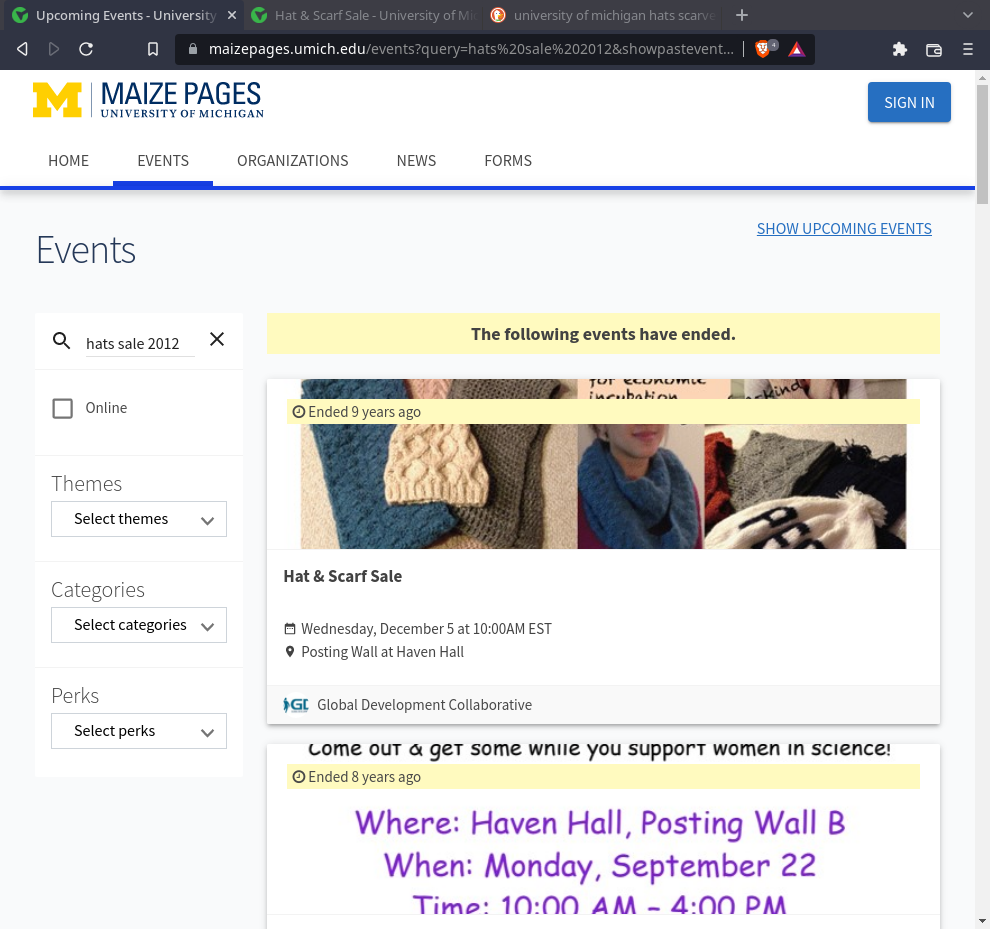 Upcoming Events - University
Hat & Scarf Sale - University of Mi
university of michigan hats scarve
maizepages.umich.edu/events?query=hats%20sale%202012&showpastevent...
4
M
MAIZE PAGES
UNIVERSITY OF MICHIGAN
SIGN IN
HOME
EVENTS
ORGANIZATIONS
NEWS
FORMS
Events
SHOW UPCOMING EVENTS
hats sale 2012
Online
Themes
Select themes
Categories
Select categories
Perks
Select perks
The following events have ended.
for economic
incubation
Ended 9 years ago
Hat & Scarf Sale
Wednesday, December 5 at 10:00AM EST
Posting Wall at Haven Hall
Global Development Collaborative
Come out & get some while you support women in science!
Ended 8 years ago
Where: Haven Hall, Posting Wall B
When: Monday, September 22
Time: 10:00 AM – 4:00 PM